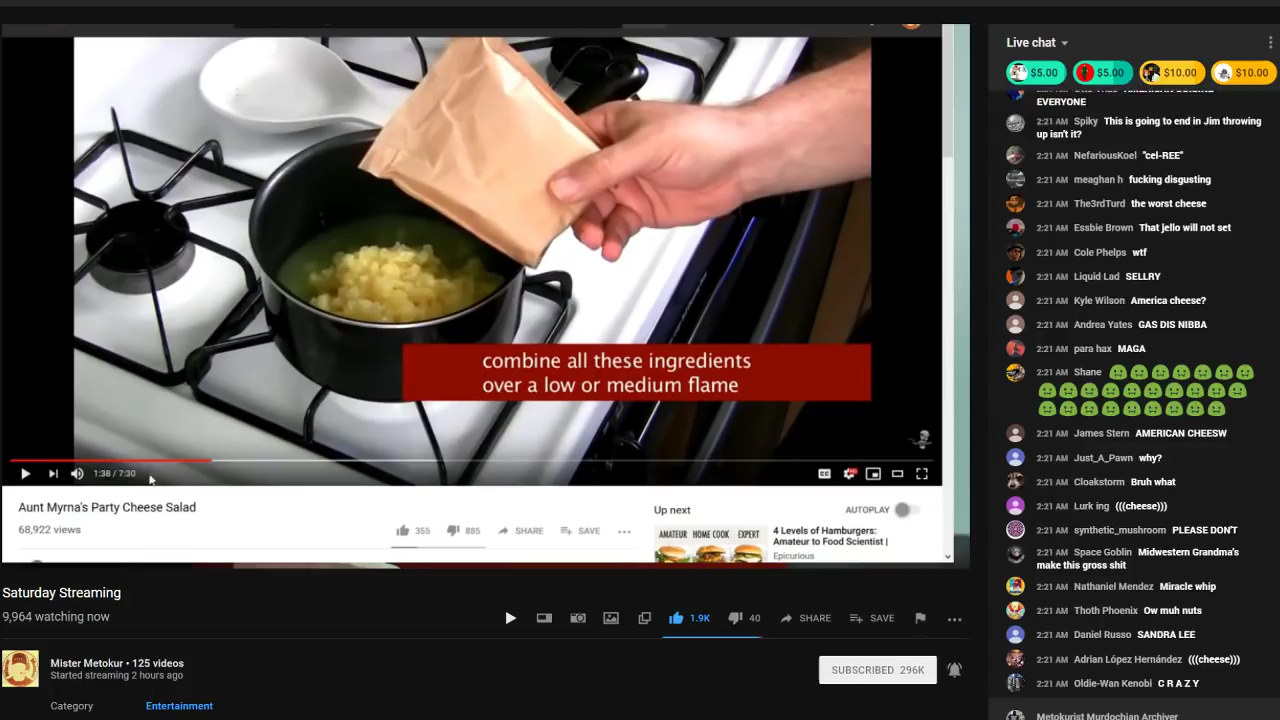 combine all these ingredients
over a low or medium flame
1:38 / 7:30
Aunt Myrna's Party Cheese Salad
68,922 views
355
885
SHARE
SAVE
Up next
AUTOPLAY
AMATEUR HOME COOK EXPERT
4 Levels of Hamburgers:
Amateur to Food Scientist |
Epicurious
Saturday Streaming
9,964 watching now
1.9K
40
SHARE
SAVE
Mister Metokur • 125 videos
Started streaming 2 hours ago
SUBSCRIBED 296K
Category
Entertainment
Live chat
$5.00
$5.00
$10.00
$10.00
EVERYONE
2:21 AM Spiky This is going to end in Jim throwing
up isn't it?
2:21 AM NefariousKoel "cel-REE"
2:21 AM meaghan h fucking disgusting
2:21 AM The3rdTurd the worst cheese
2:21 AM Essbie Brown That jello will not set
2:21 AM Cole Phelps wtf
2:21 AM Liquid Lad SELLRY
2:21 AM Kyle Wilson America cheese?
2:21 AM Andrea Yates GAS DIS NIBBA
2:21 AM para hax MAGA
2:21 AM Shane
2:21 AM James Stern AMERICAN CHEESW
2:21 AM Just_A_Pawn why?
2:21 AM Cloakstorm Bruh what
2:21 AM Lurk ing (((cheese)))
2:21 AM synthetic_mushroom PLEASE DON'T
2:21 AM Space Goblin Midwestern Grandma's
make this gross shit
2:21 AM Nathaniel Mendez Miracle whip
2:21 AM Thoth Phoenix Ow muh nuts
2:21 AM Daniel Russo SANDRA LEE
2:21 AM Adrian López Hernández (((cheese)))
2:21 AM Oldie-Wan Kenobi C R A Z Y
Metokurist Murdochian Archiver